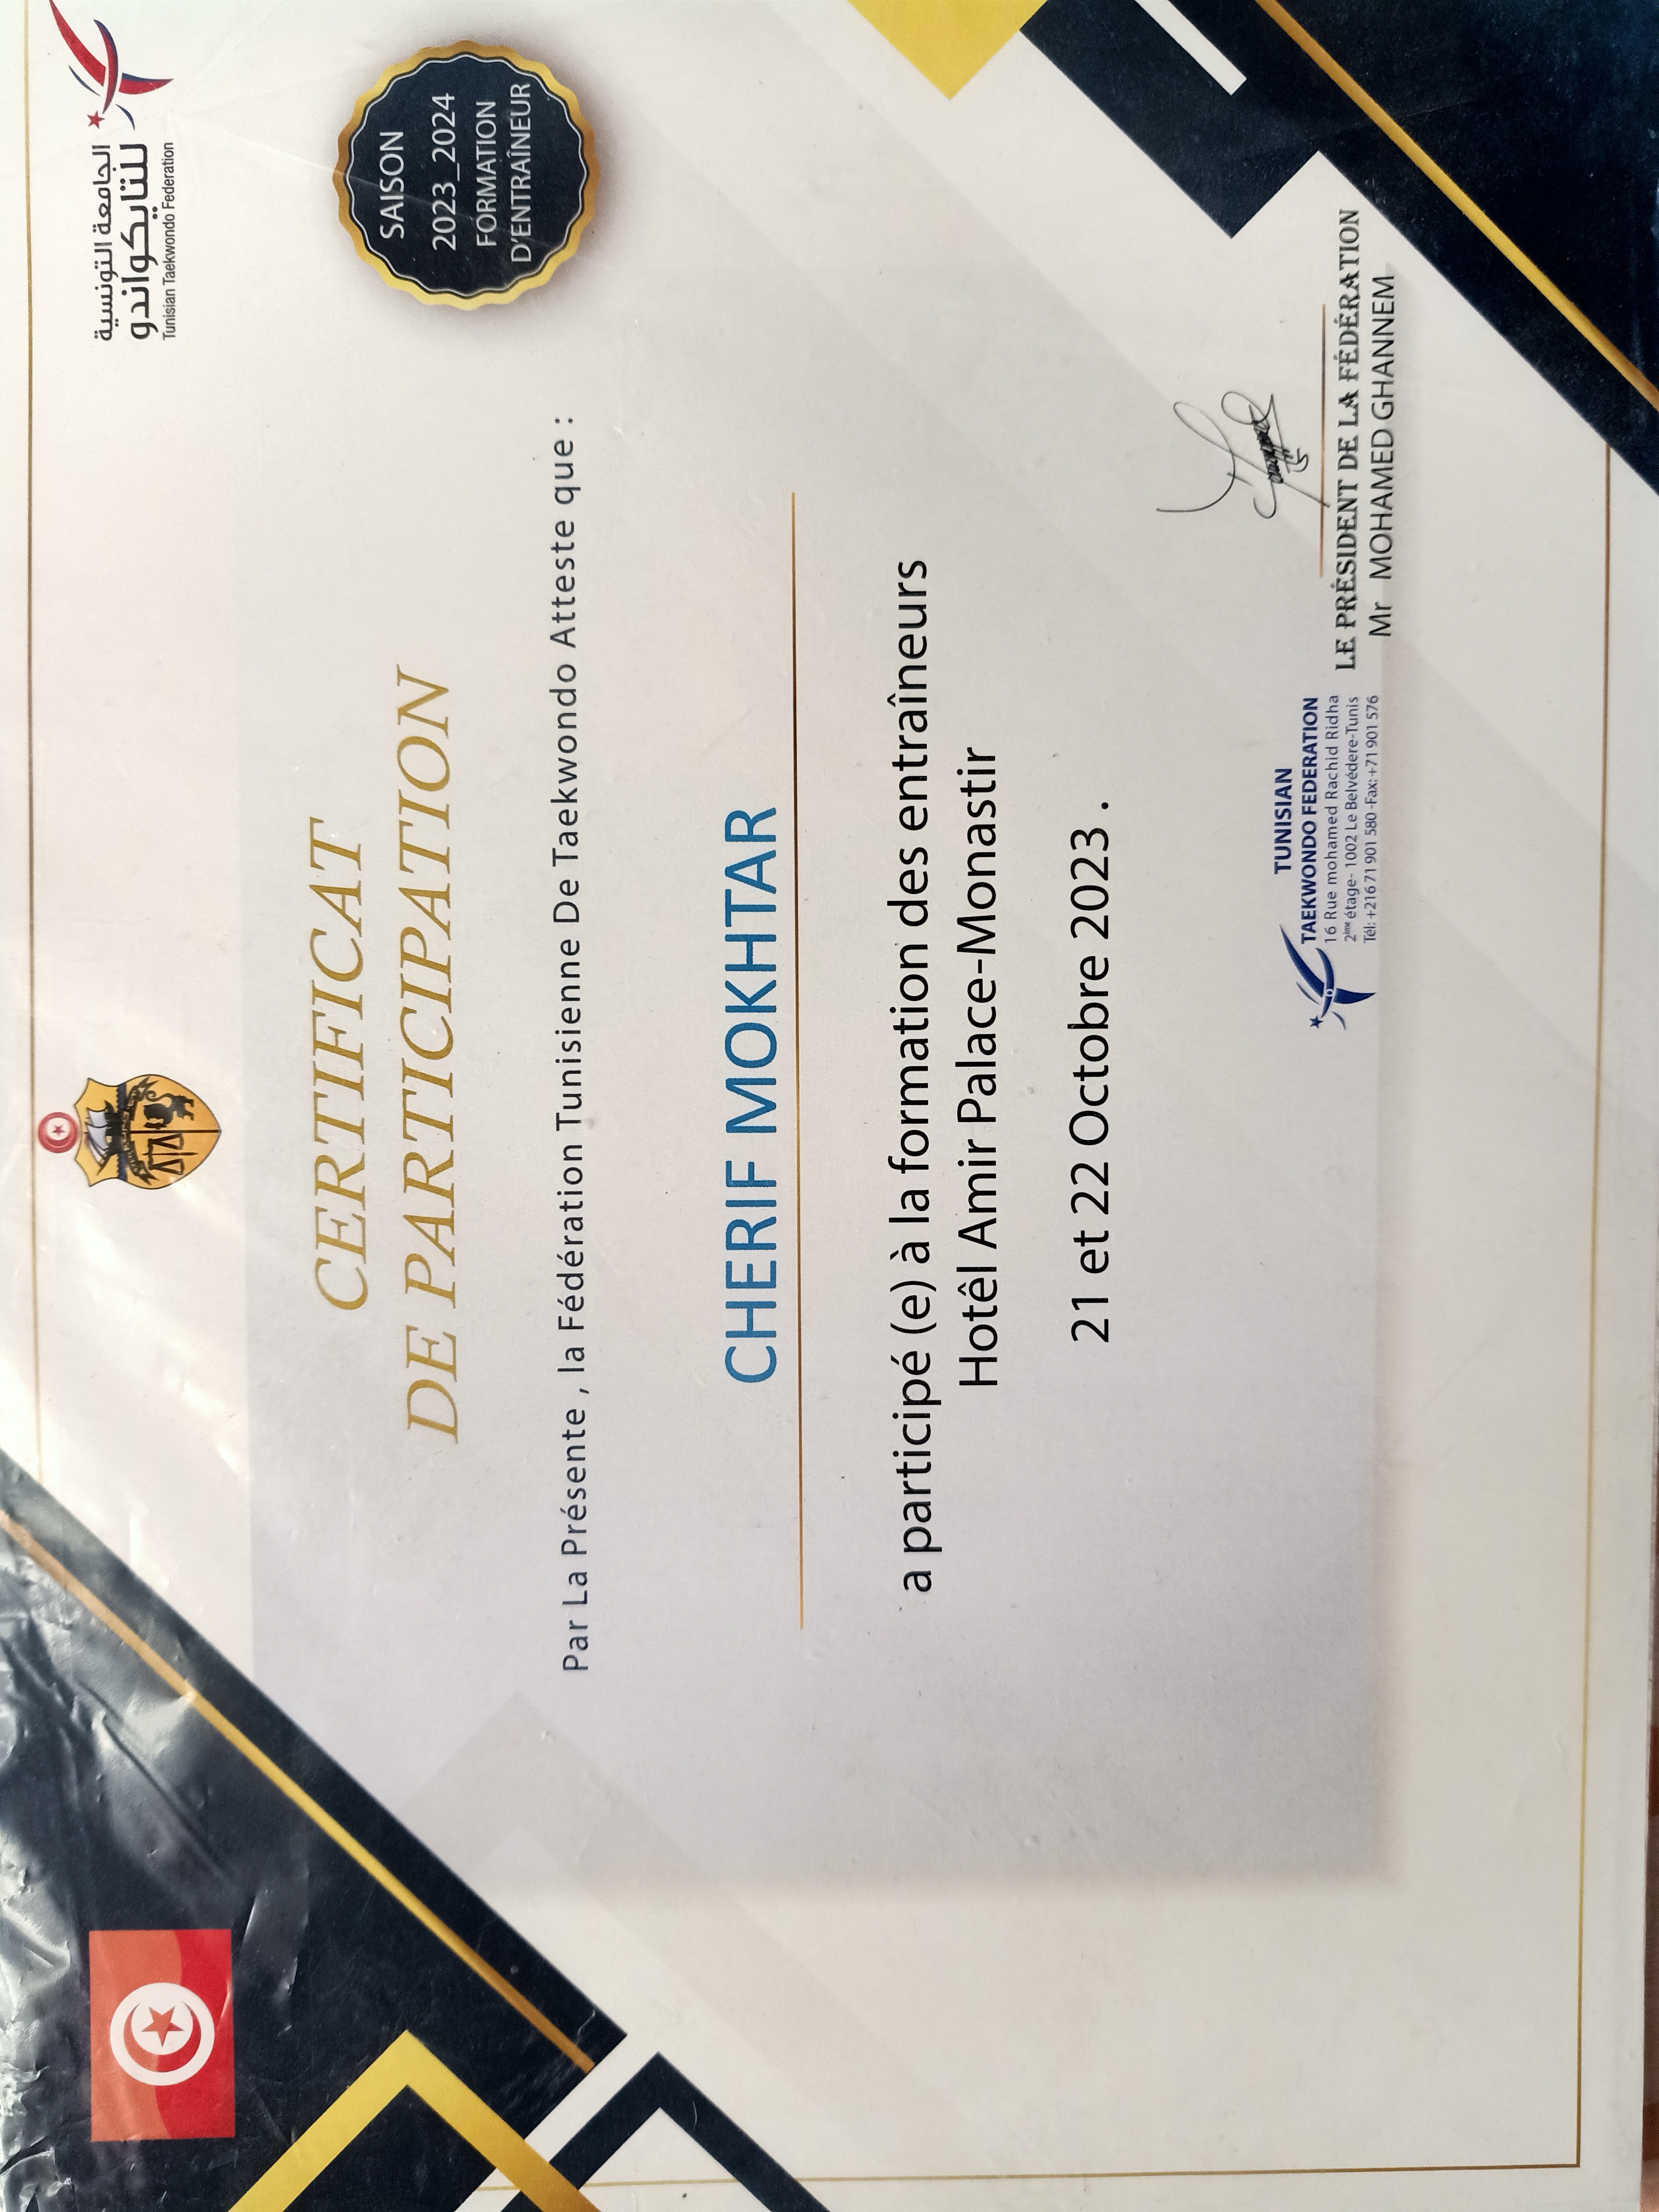 الجامعة التونسية
للتايكواندو
Tunisian Taekwondo Federation
SAISON
2023_2024
FORMATION
D'ENTRAÎNEUR
CERTIFICAT
DE PARTICIPATION
Par La Présente , la Fédération Tunisienne De Taekwondo Atteste que :
CHERIF MOKHTAR
a participé (e) à la formation des entraîneurs
Hotêl Amir Palace-Monastir
21 et 22 Octobre 2023 .
TUNISIAN
TAEKWONDO FEDERATION
16 Rue mohamed Rachid Ridha
2ème étage- 1002 Le Belvédere-Tunis
Tél: +216 71 901 580 -Fax: +71 901 576
LE PRÉSIDENT DE LA FÉDÉRATION
Mr MOHAMED GHANNEM